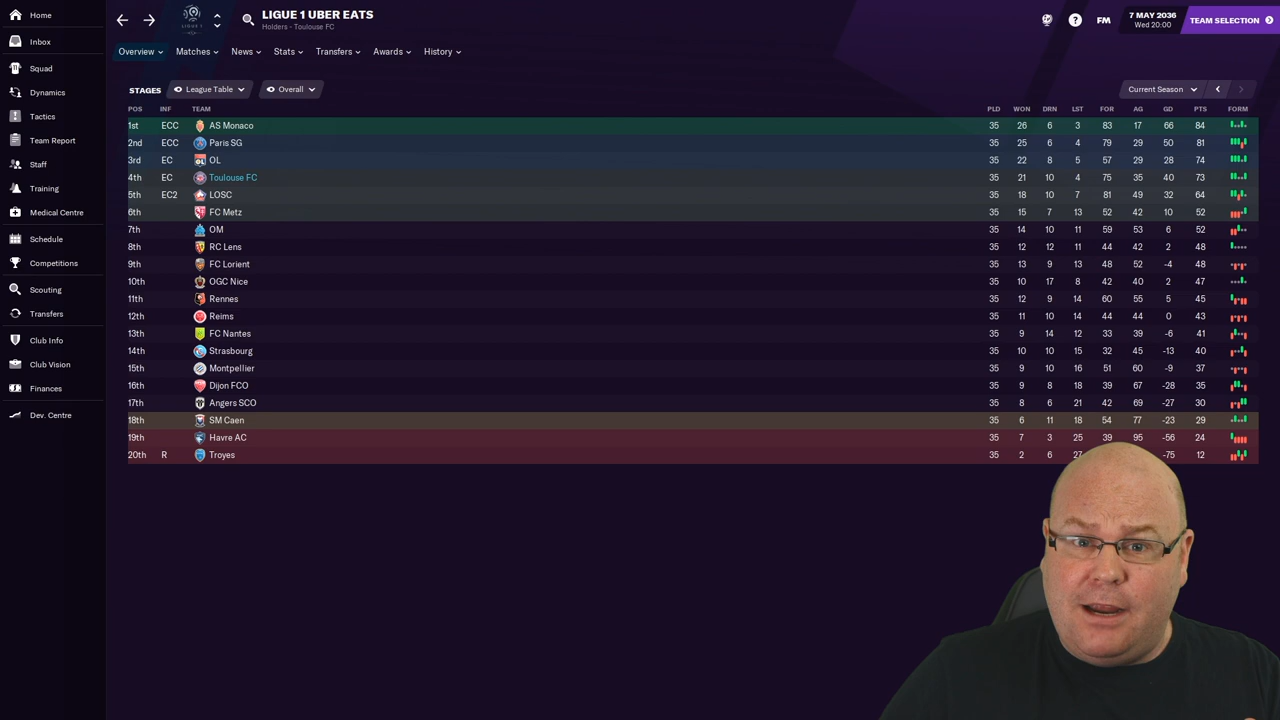 Home
Inbox
Squad
Dynamics
Tactics
Team Report
Staff
Training
Medical Centre
Schedule
Competitions
Scouting
Transfers
Club Info
Club Vision
Finances
Dev. Centre
LIGUE 1 UBER EATS
Holders - Toulouse FC
FM
7 MAY 2036
Wed 20:00
TEAM SELECTION
Overview Matches News Stats Transfers Awards History
STAGES League Table Overall Current Season
POS INF TEAM PLD WON DRN LST FOR AG GD PTS FORM
1st ECC AS Monaco 35 26 6 3 83 17 66 84
2nd ECC Paris SG 35 25 6 4 79 29 50 81
3rd EC OL 35 22 8 5 57 29 28 74
4th EC Toulouse FC 35 21 10 4 75 35 40 73
5th EC2 LOSC 35 18 10 7 81 49 32 64
6th FC Metz 35 15 7 13 52 42 10 52
7th OM 35 14 10 11 59 53 6 52
8th RC Lens 35 12 12 11 44 42 2 48
9th FC Lorient 35 13 9 13 48 52 -4 48
10th OGC Nice 35 10 17 8 42 40 2 47
11th Rennes 35 12 9 14 60 55 5 45
12th Reims 35 11 10 14 44 44 0 43
13th FC Nantes 35 9 14 12 33 39 -6 41
14th Strasbourg 35 10 10 15 32 45 -13 40
15th Montpellier 35 9 10 16 51 60 -9 37
16th Dijon FCO 35 9 8 18 39 67 -28 35
17th Angers SCO 35 8 6 21 42 69 -27 30
18th SM Caen 35 6 11 18 54 77 -23 29
19th Havre AC 35 7 3 25 39 95 -56 24
20th R Troyes 35 2 6 27 -75 12